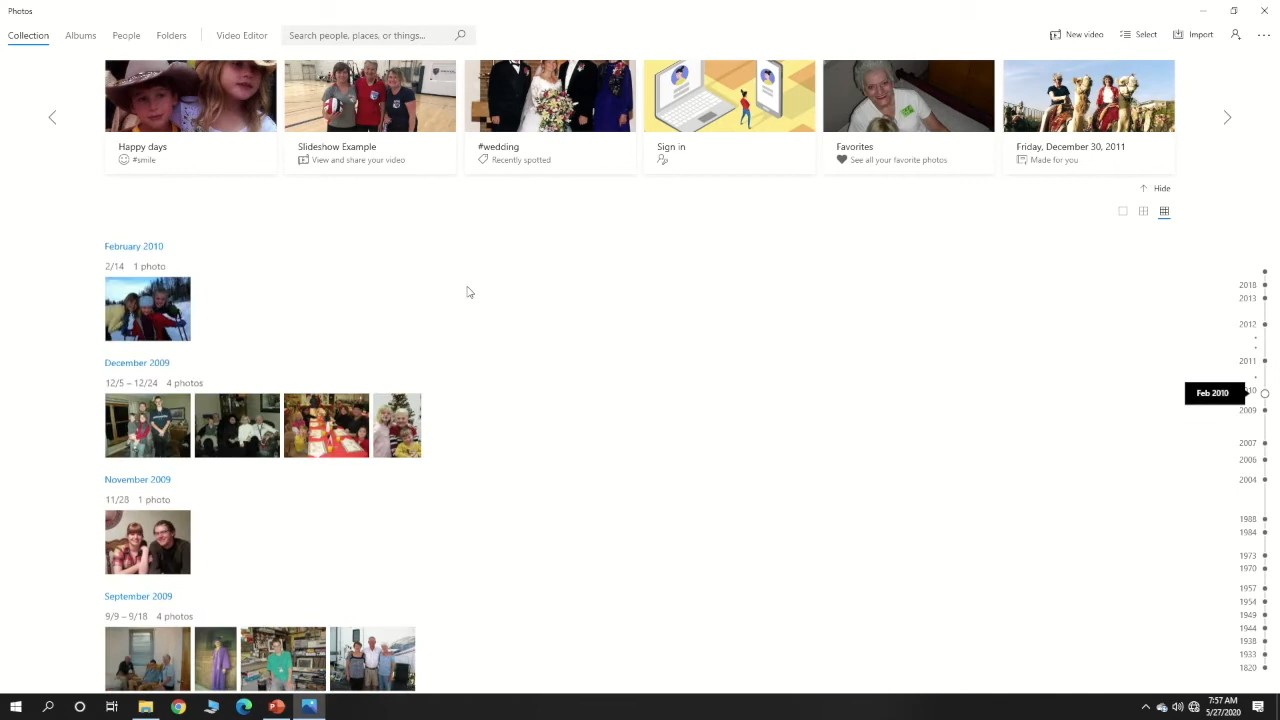 Photos
Collection Albums People Folders Video Editor Search people, places, or things... New video Select Import
Happy days
#smile
Slideshow Example
View and share your video
#wedding
Recently spotted
Sign in
Favorites
See all your favorite photos
Friday, December 30, 2011
Made for you
Hide
February 2010
2/14 1 photo
December 2009
12/5 – 12/24 4 photos
November 2009
11/28 1 photo
September 2009
9/9 – 9/18 4 photos
2018
2013
2012
2011
Feb 2010
2009
2007
2006
2004
1988
1984
1973
1970
1957
1954
1949
1944
1938
1933
1820
7:57 AM
5/27/2020